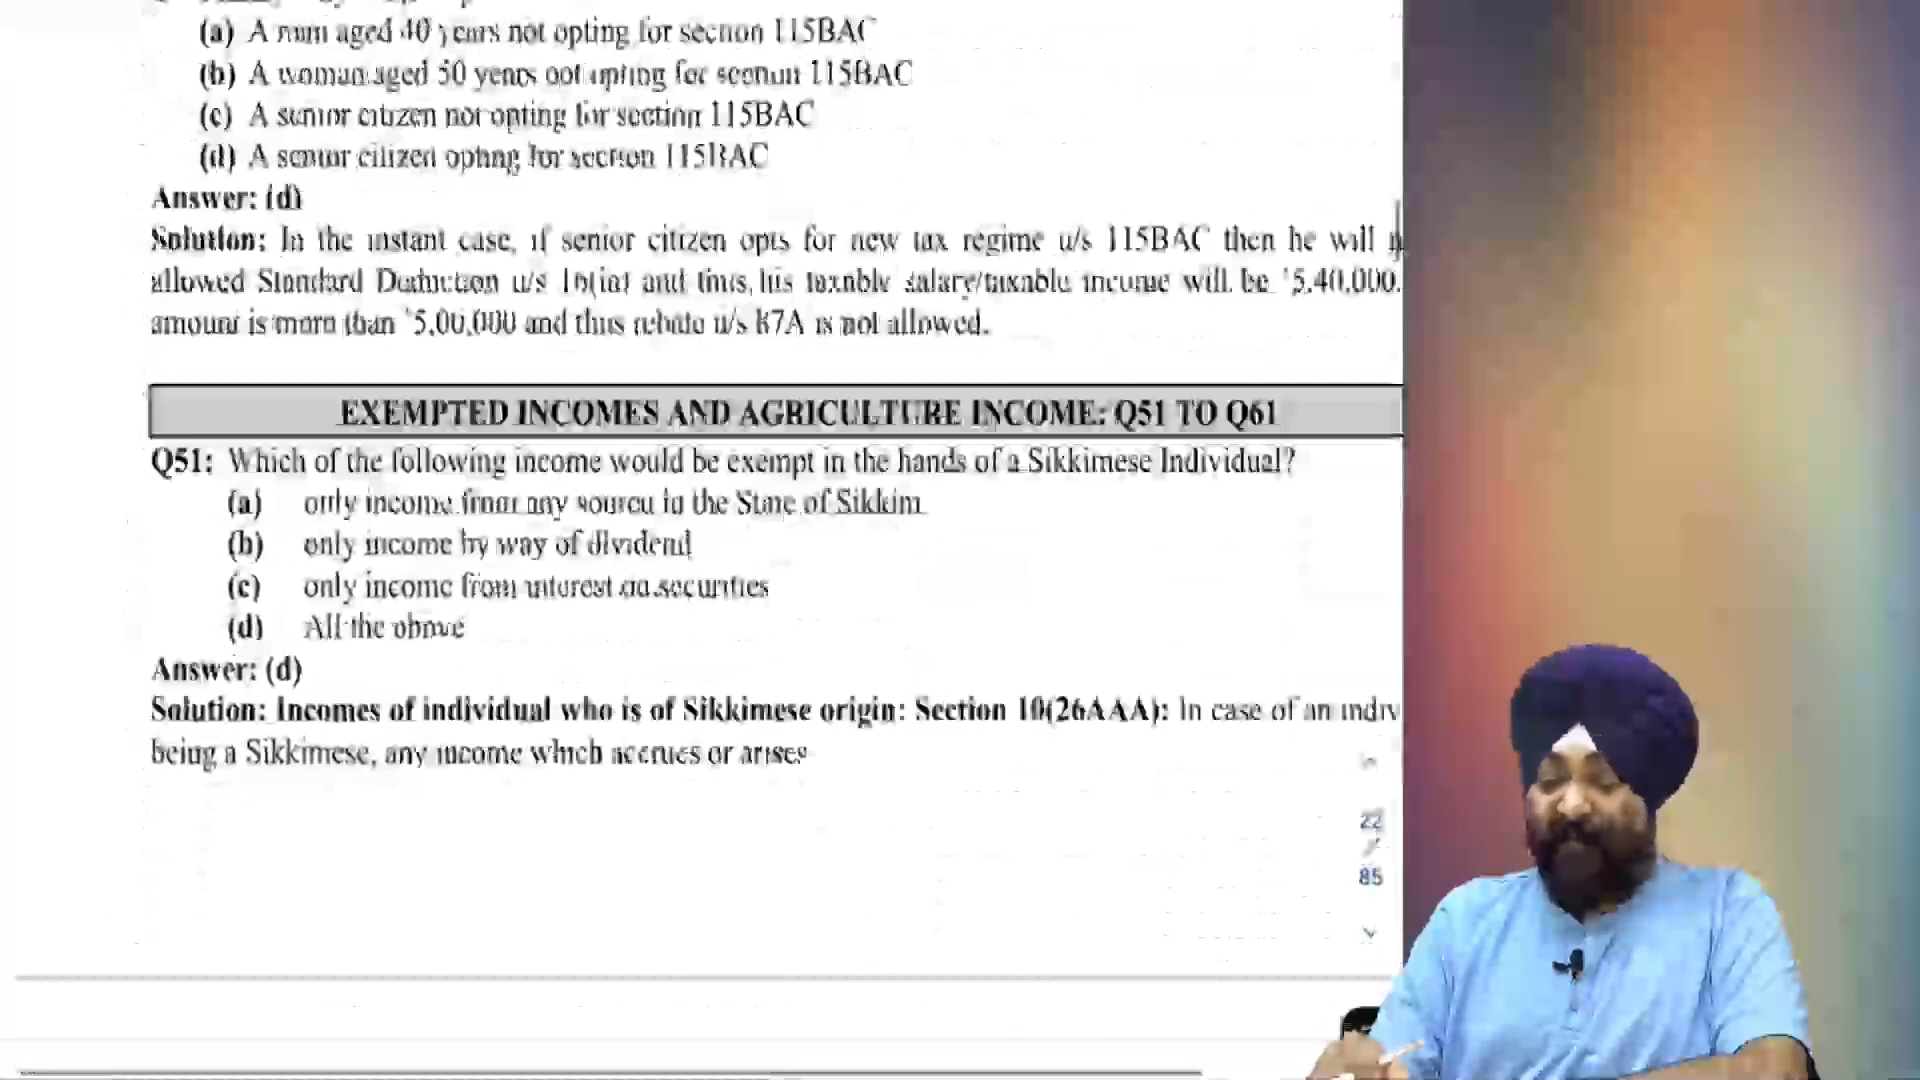 (a) A man aged 40 years not opting for section 115BAC
(b) A woman aged 50 years not opting for section 115BAC
(c) A senior citizen not opting for section 115BAC
(d) A senior citizen opting for section 115BAC
Answer: (d)
Solution: In the instant case, if senior citizen opts for new tax regime u/s 115BAC then he will
allowed Standard Deduction u/s 16(ia) and thus, his taxable salary/taxable income will be `5,40,000.
amount is more than `5,00,000 and thus rebate u/s 87A is not allowed.
EXEMPTED INCOMES AND AGRICULTURE INCOME: Q51 TO Q61
Q51: Which of the following income would be exempt in the hands of a Sikkimese Individual?
(a) only income from any source in the State of Sikkim
(b) only income by way of dividend
(c) only income from interest on securities
(d) All the above
Answer: (d)
Solution: Incomes of individual who is of Sikkimese origin: Section 10(26AAA): In case of an indiv
being a Sikkimese, any income which accrues or arises
22
/
85